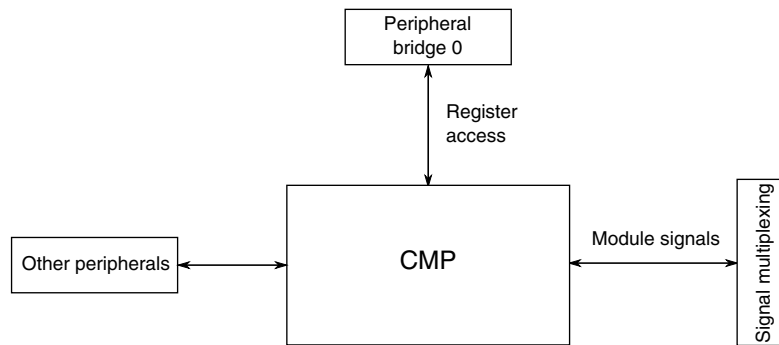 Peripheral
bridge 0
Register
access
Signal multiplexing
Module signals
CMP
Other peripherals